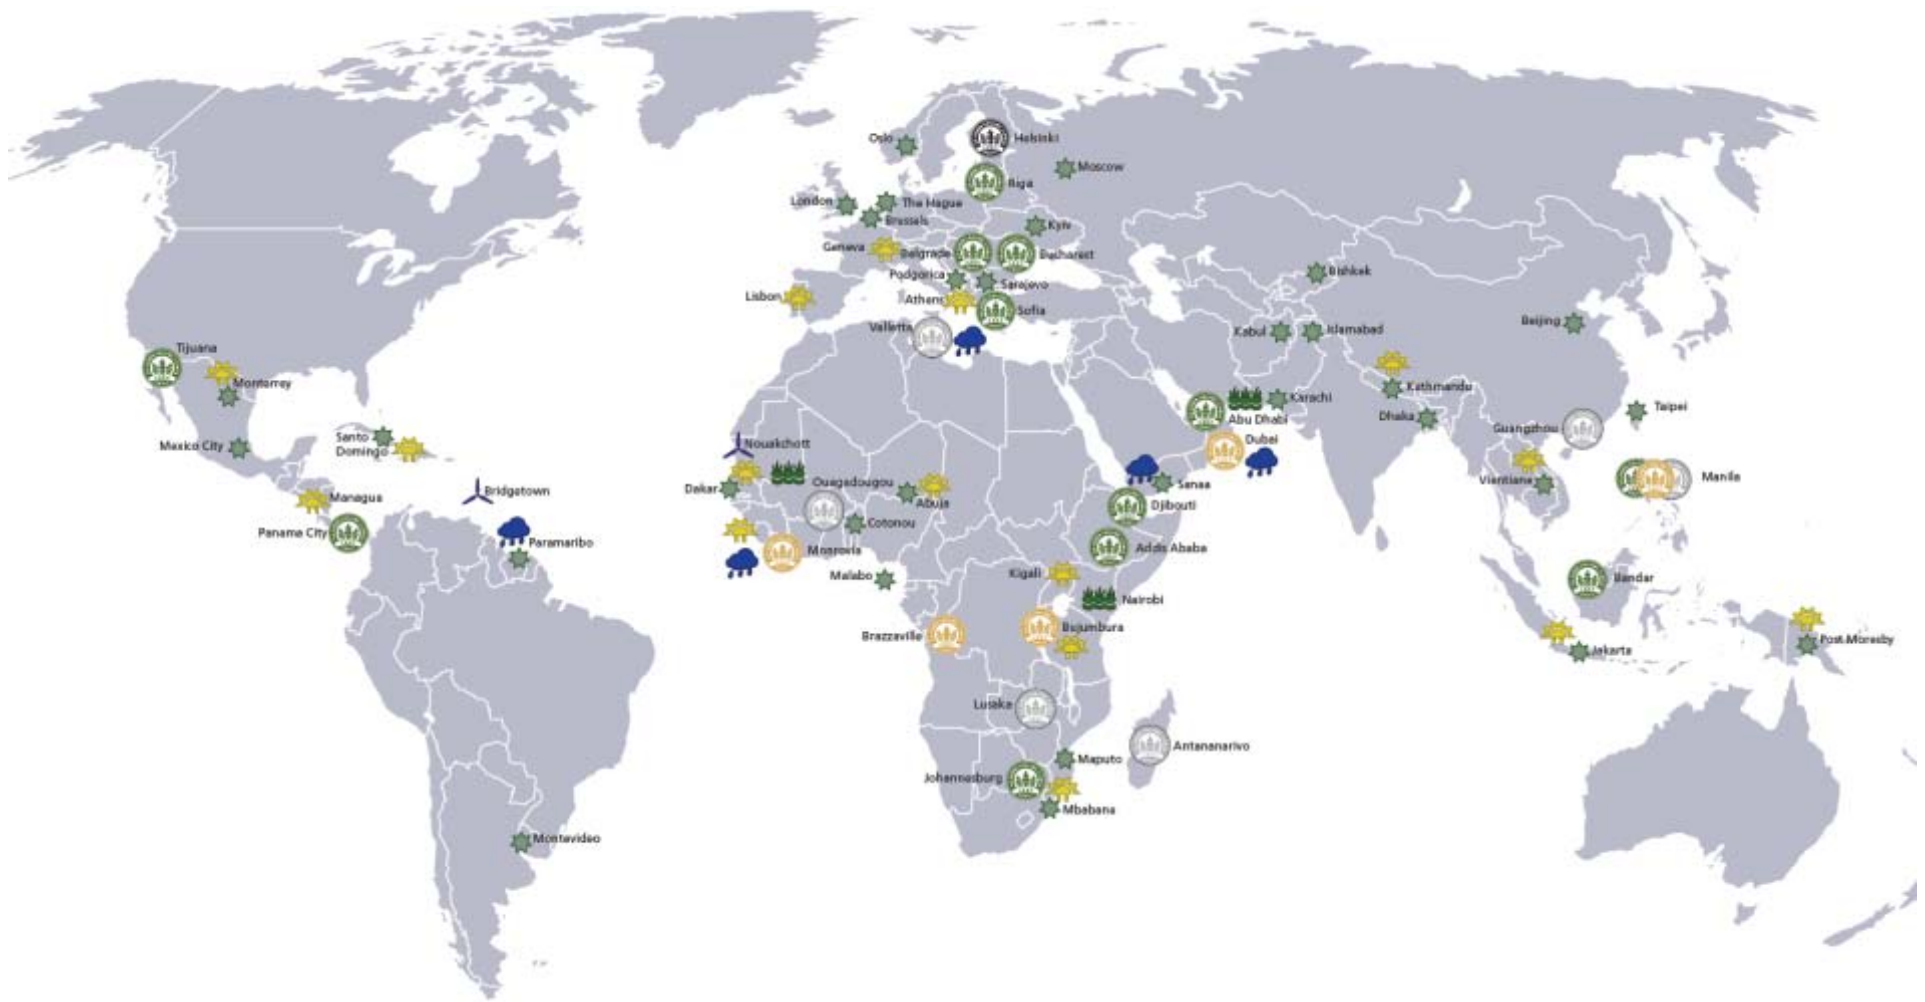 Oslo
Helsinki
Moscow
Riga
London
The Hague
Brussels
Kyiv
Geneva
Belgrade
Bucharest
Podgorica
Sarajevo
Bishkek
Lisbon
Athens
Sofia
Valletta
Kabul
Islamabad
Beijing
Tijuana
Monterrey
Kathmandu
Karachi
Abu Dhabi
Dhaka
Taipei
Mexico City
Santo
Domingo
Nouakchott
Dubai
Guangzhou
Dakar
Ouagadougou
Abuja
Sanaa
Vientiane
Manila
Managua
Bridgetown
Djibouti
Panama City
Paramaribo
Cotonou
Monrovia
Addis Ababa
Malabo
Kigali
Bandar
Nairobi
Brazzaville
Bujumbura
Jakarta
Post Moresby
Lusaka
Antananarivo
Maputo
Johannesburg
Mbabana
Montevideo